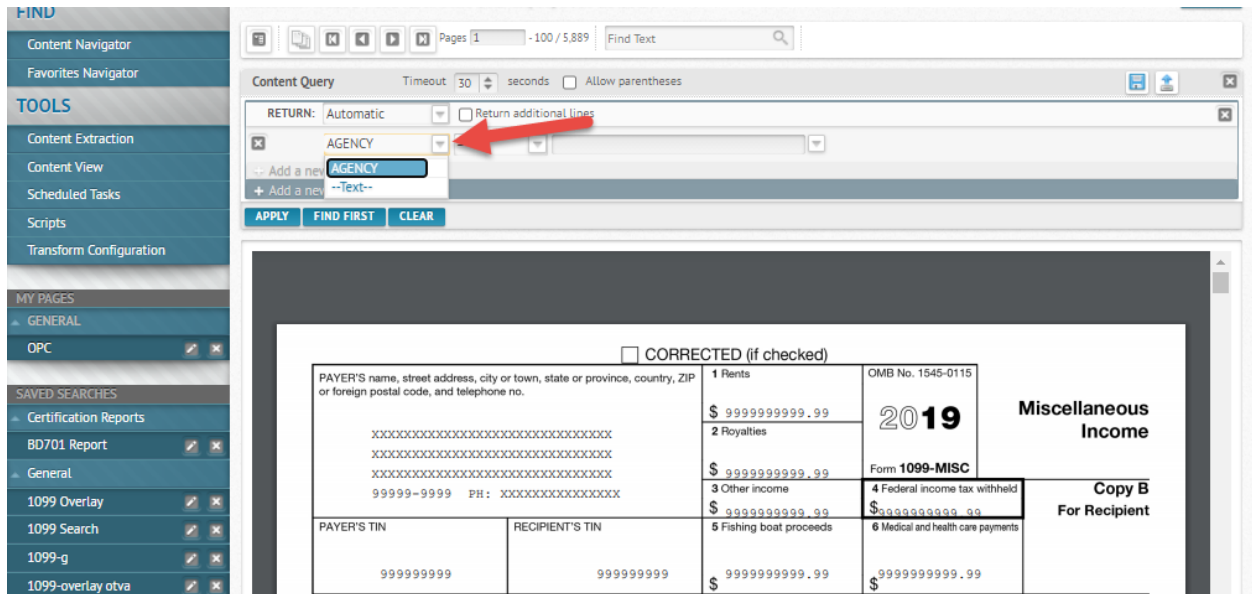 FIND
Content Navigator
Favorites Navigator
TOOLS
Content Extraction
Content View
Scheduled Tasks
Scripts
Transform Configuration
MY PAGES
GENERAL
OPC
SAVED SEARCHES
Certification Reports
BD701 Report
General
1099 Overlay
1099 Search
1099-g
1099-overlay otva
Pages 1 - 100 / 5,889 Find Text
Content Query Timeout 30 seconds Allow parentheses
RETURN: Automatic Return additional lines
AGENCY
+ Add a new
AGENCY
+ Add a new
--Text--
APPLY FIND FIRST CLEAR
CORRECTED (if checked)
PAYER'S name, street address, city or town, state or province, country, ZIP
or foreign postal code, and telephone no.
XXXXXXXXXXXXXXXXXXXXXXXXXXXXXX
XXXXXXXXXXXXXXXXXXXXXXXXXXXXXX
XXXXXXXXXXXXXXXXXXXXXXXXXXXXXX
99999-9999 PH: XXXXXXXXXXXXXXX
PAYER'S TIN
999999999
RECIPIENT'S TIN
999999999
1 Rents
$ 9999999999.99
2 Royalties
$ 9999999999.99
3 Other income
$ 9999999999.99
5 Fishing boat proceeds
$ 9999999999.99
OMB No. 1545-0115
2019
Form 1099-MISC
4 Federal income tax withheld
$9999999999.99
6 Medical and health care payments
$9999999999.99
Miscellaneous
Income
Copy B
For Recipient